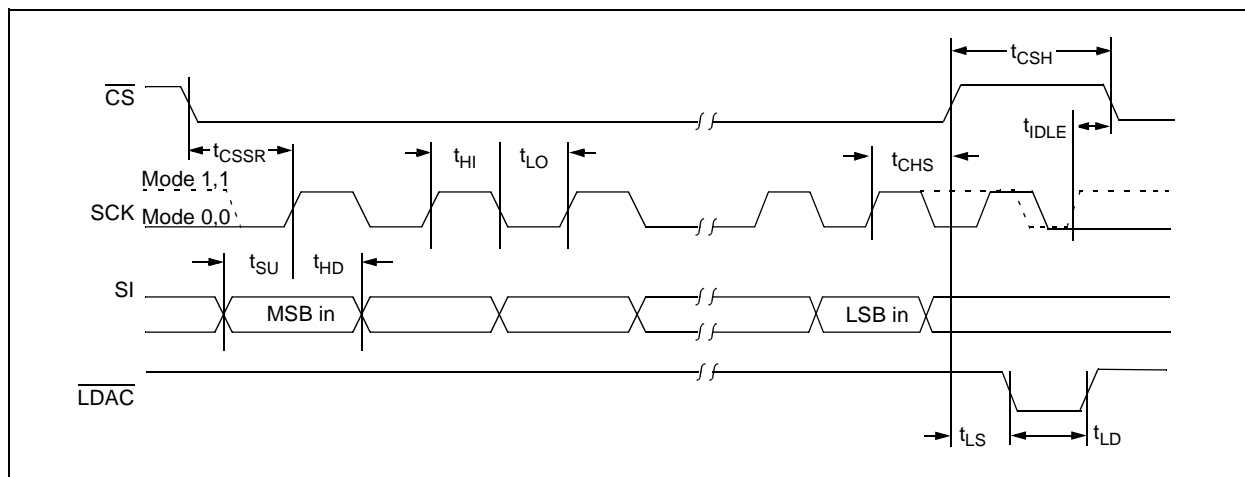 tCSH
CS
tIDLE
tCSSR
tHI
tLO
tCHS
Mode 1,1
SCK
Mode 0,0
tSU
tHD
SI
MSB in
LSB in
LDAC
tLS
tLD